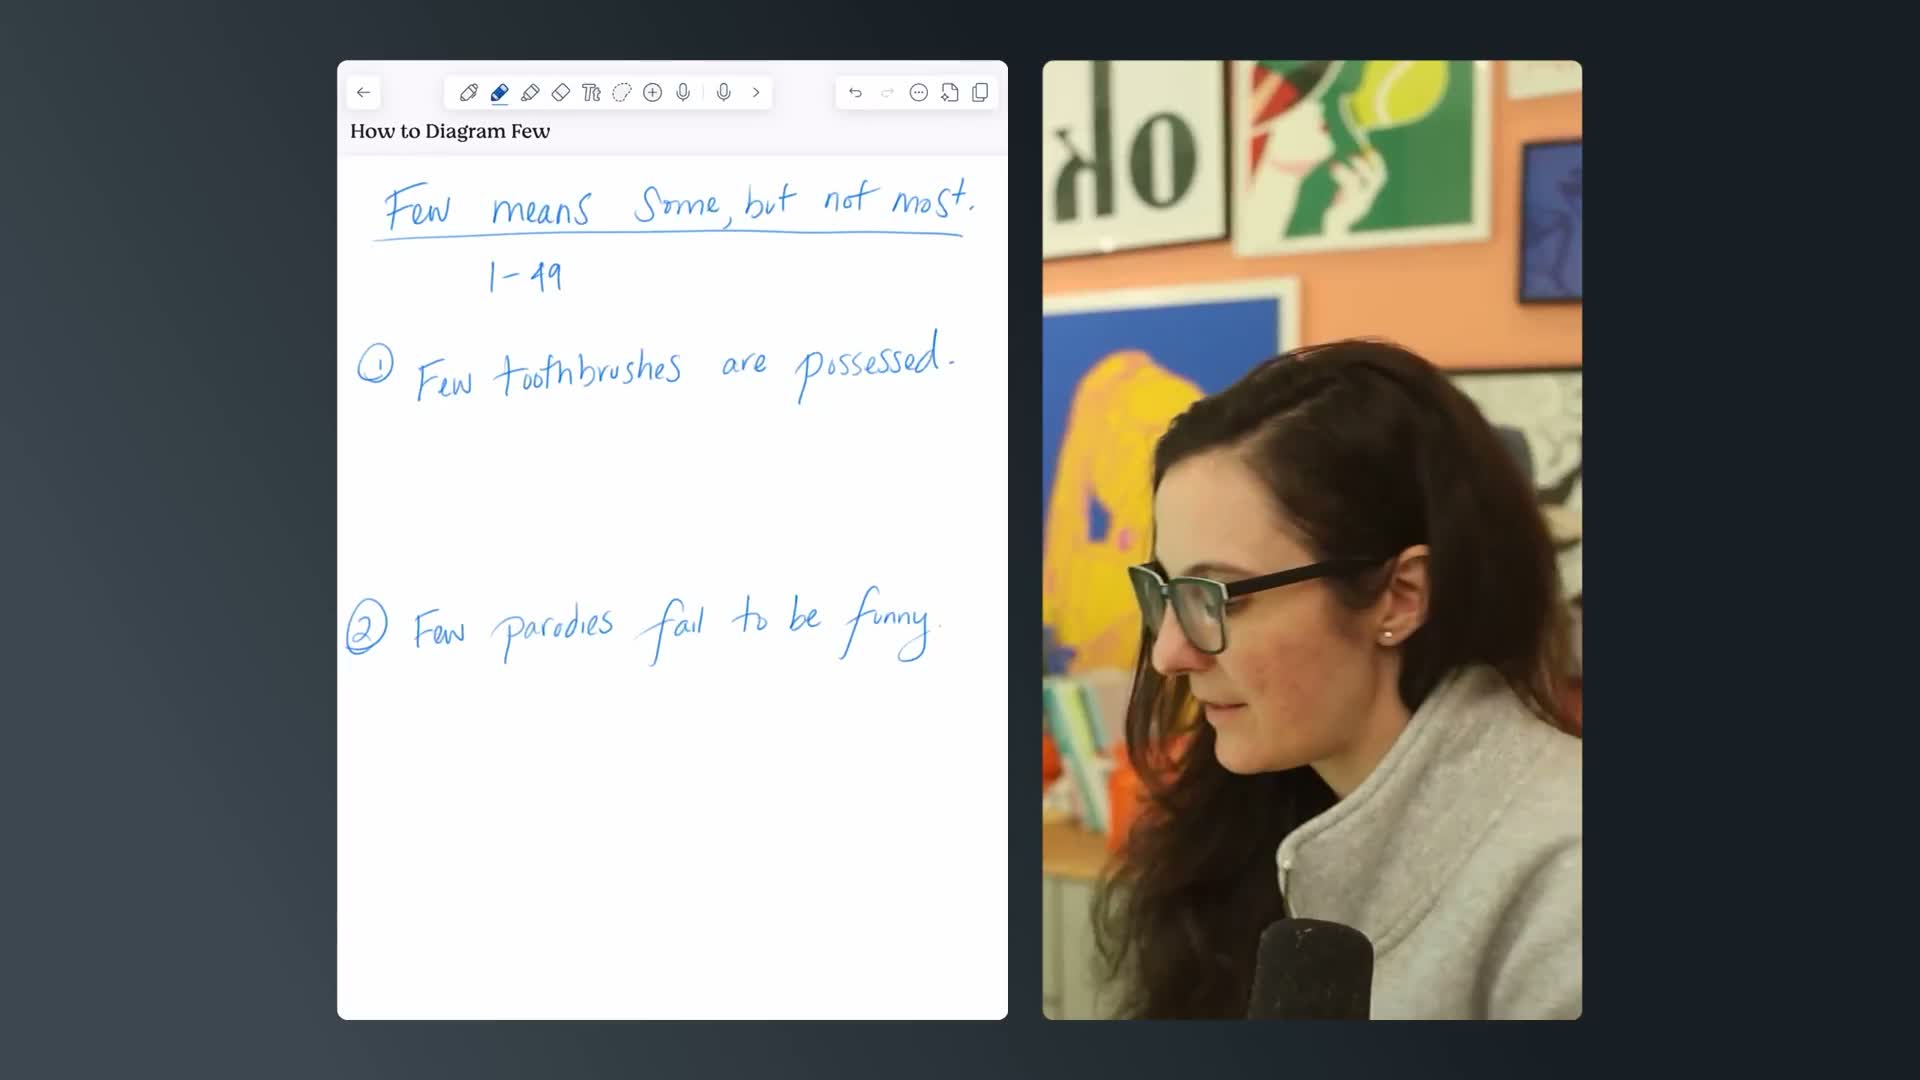 How to Diagram Few
Few means some, but not most.
1-49
① Few toothbrushes are possessed.
② Few parodies fail to be funny.
ok